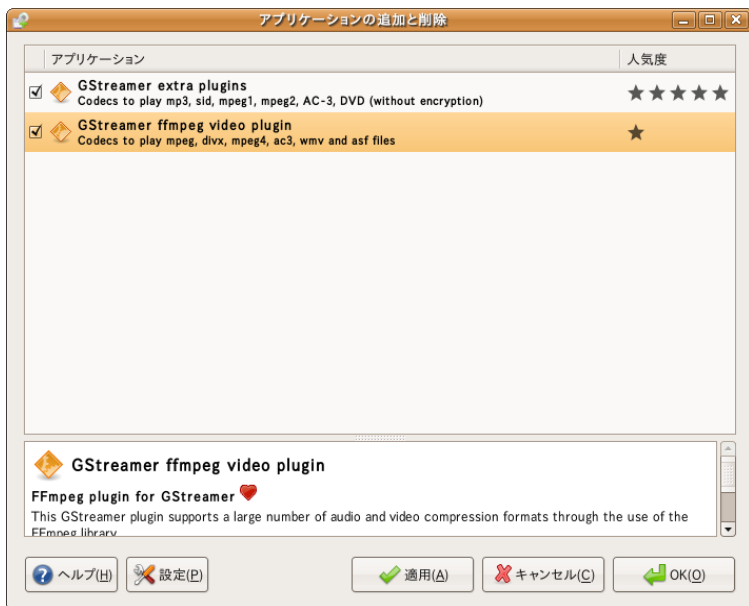 アプリケーションの追加と削除
アプリケーション 人気度
GStreamer extra plugins
Codecs to play mp3, sid, mpeg1, mpeg2, AC-3, DVD (without encryption)
GStreamer ffmpeg video plugin
Codecs to play mpeg, divx, mpeg4, ac3, wmv and asf files
GStreamer ffmpeg video plugin
FFmpeg plugin for GStreamer
This GStreamer plugin supports a large number of audio and video compression formats through the use of the
FFmpeg library
ヘルプ(H) 設定(P) 適用(A) キャンセル(C) OK(O)